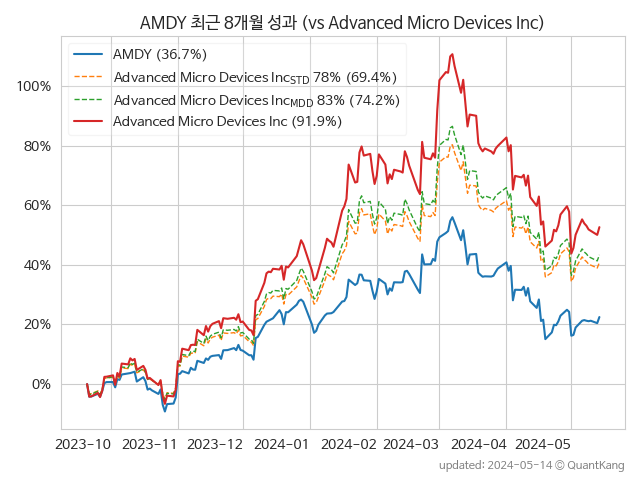 AMDY 최근 8개월 성과 (vs Advanced Micro Devices Inc)
AMDY (36.7%)
Advanced Micro Devices Inc_STD 78% (69.4%)
Advanced Micro Devices Inc_MDD 83% (74.2%)
Advanced Micro Devices Inc (91.9%)
100%
80%
60%
40%
20%
0%
2023-10 2023-11 2023-12 2024-01 2024-02 2024-03 2024-04 2024-05
updated: 2024-05-14 © QuantKang